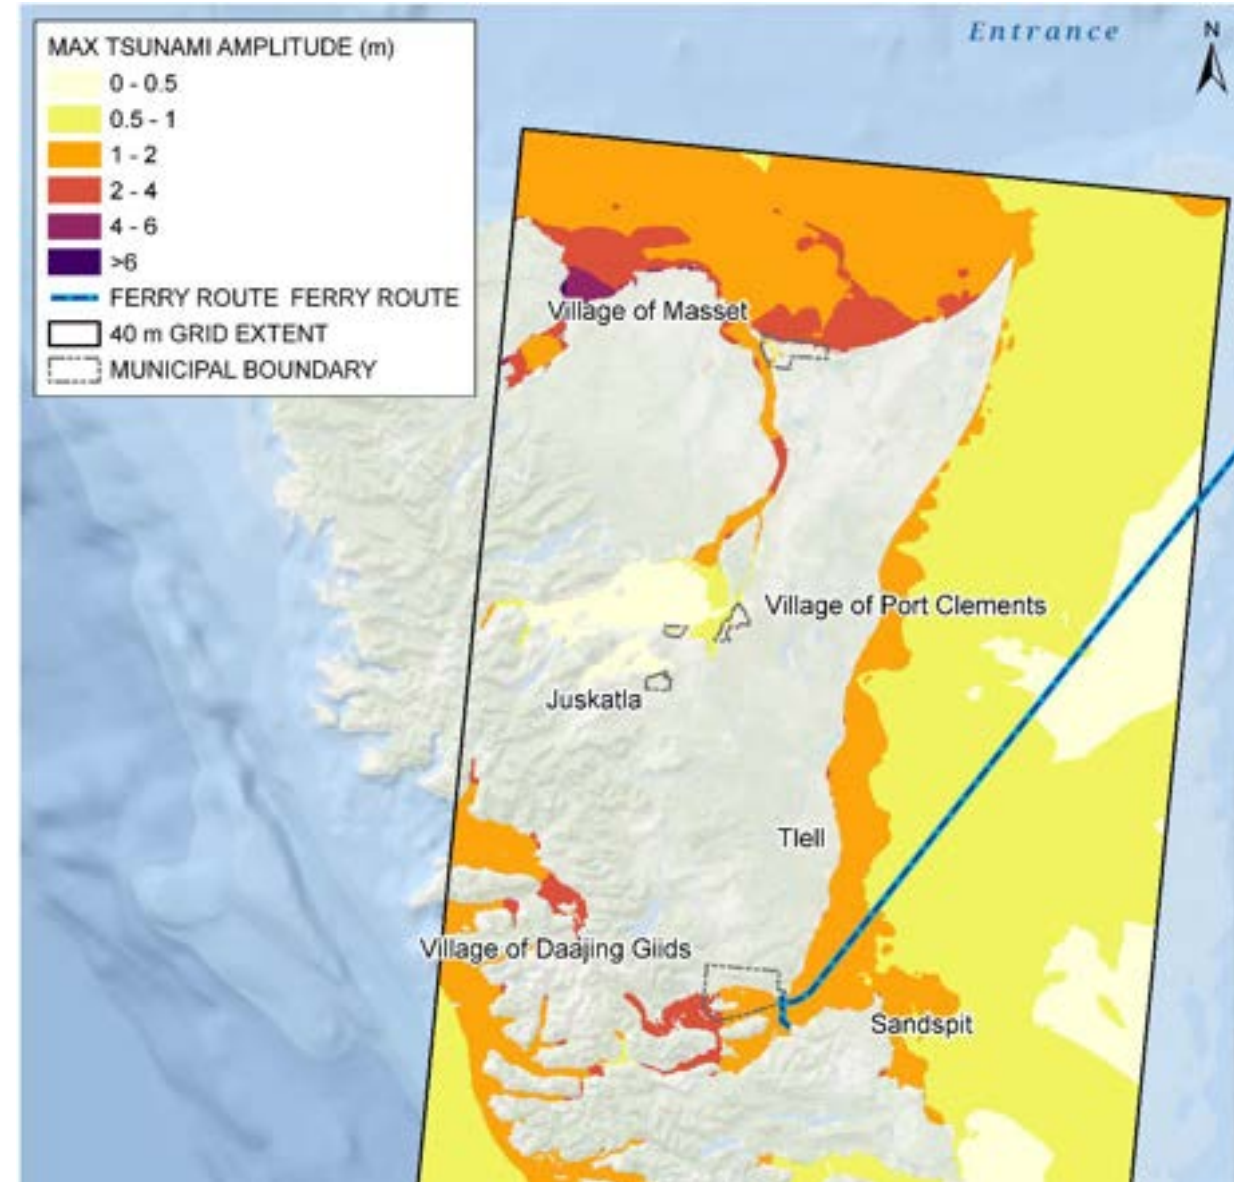 Entrance
N
MAX TSUNAMI AMPLITUDE (m)
0 - 0.5
0.5 - 1
1 - 2
2 - 4
4 - 6
>6
FERRY ROUTE FERRY ROUTE
40 m GRID EXTENT
MUNICIPAL BOUNDARY
Village of Masset
Village of Port Clements
Juskatla
Tlell
Village of Daajing Giids
Sandspit